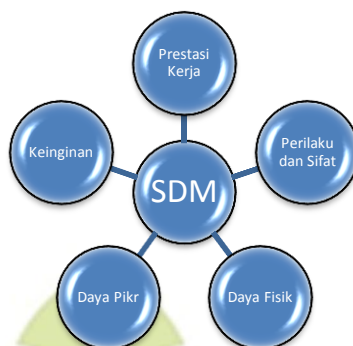 Prestasi
Kerja
Keinginan
Perilaku
dan Sifat
SDM
Daya Pikr
Daya Fisik